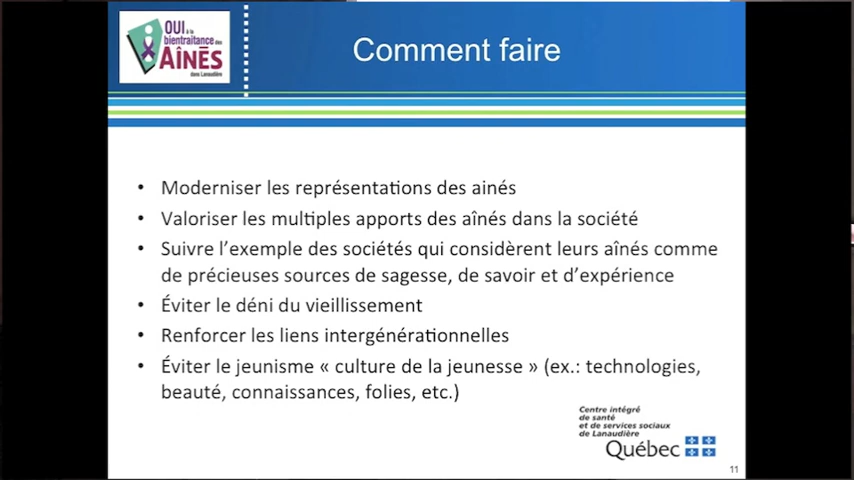 OUI à la
bientraitance des
AÎNÉS
dans Lanaudière
Comment faire
• Moderniser les représentations des ainés
• Valoriser les multiples apports des aînés dans la société
• Suivre l'exemple des sociétés qui considèrent leurs aînés comme
de précieuses sources de sagesse, de savoir et d'expérience
• Éviter le déni du vieillissement
• Renforcer les liens intergénérationnelles
• Éviter le jeunisme « culture de la jeunesse » (ex.: technologies,
beauté, connaissances, folies, etc.)
Centre intégré
de santé
et de services sociaux
de Lanaudière
Québec
11